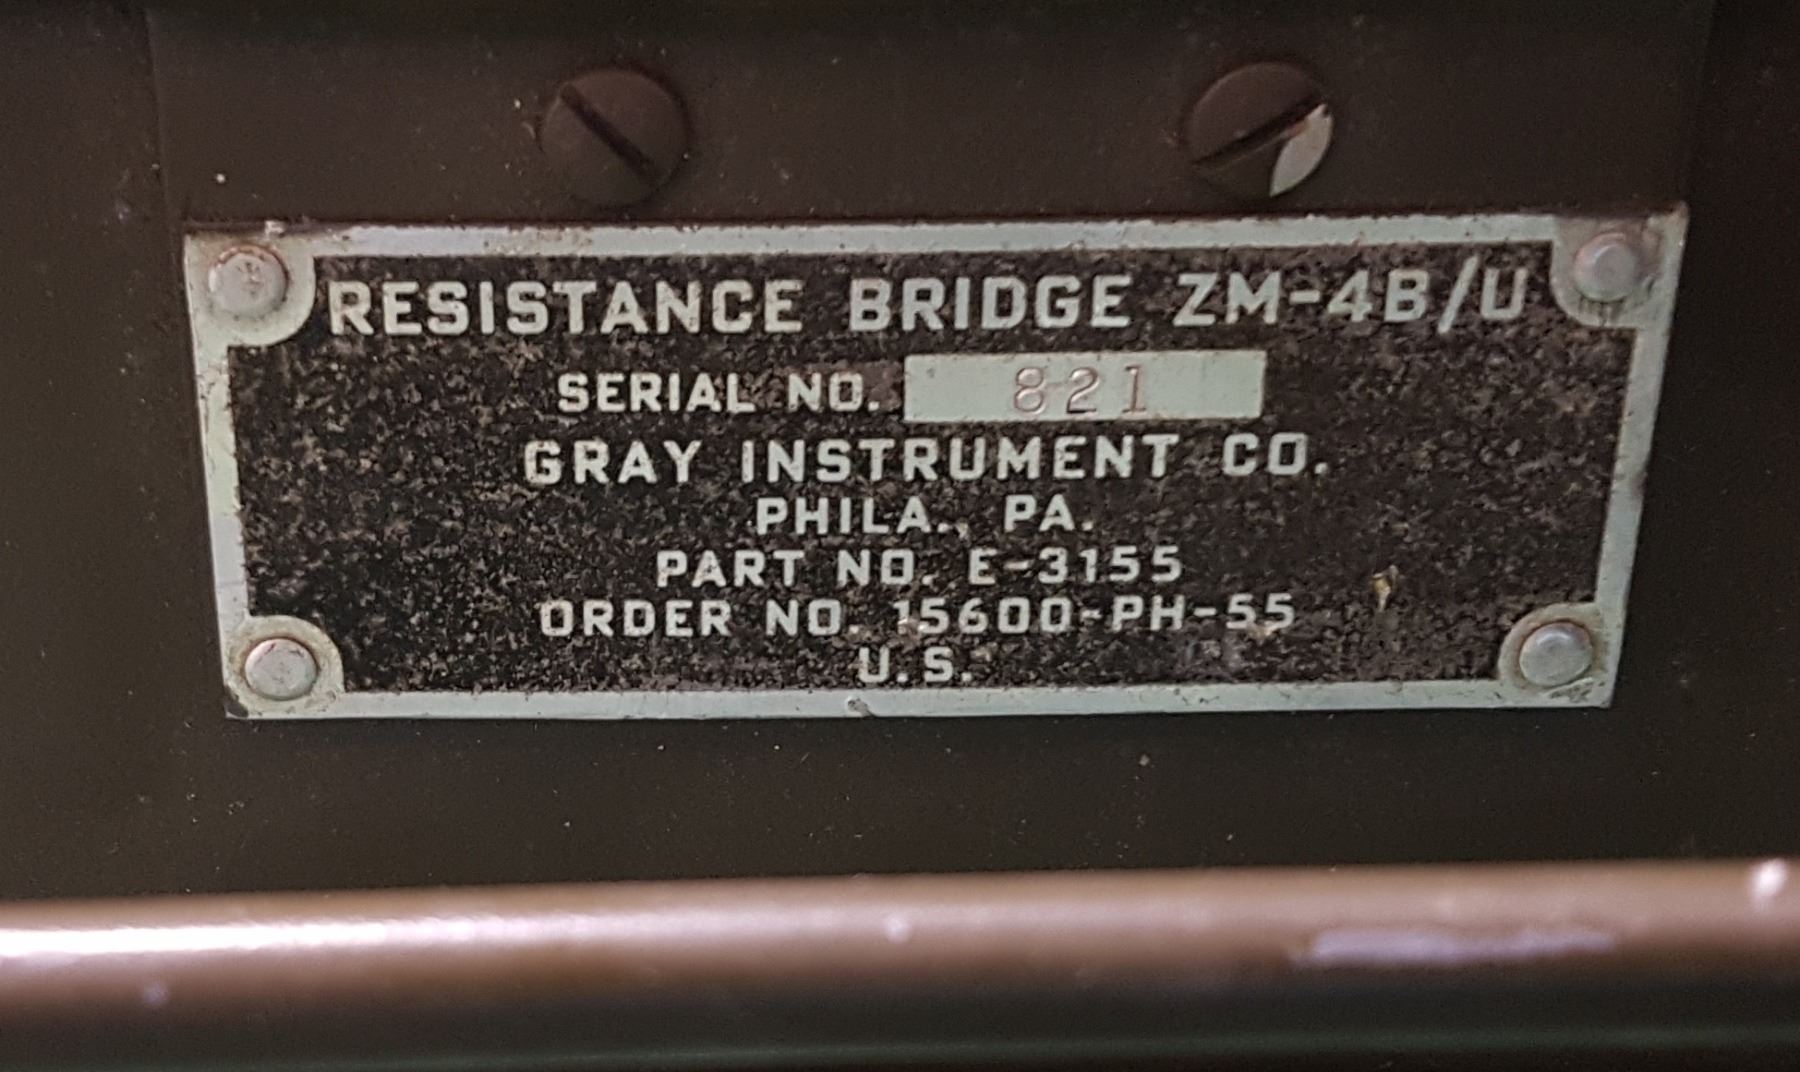 RESISTANCE BRIDGE ZM-4B/U
SERIAL NO. 821
GRAY INSTRUMENT CO.
PHILA., PA.
PART NO. E-3155
ORDER NO. 15600-PH-55
U.S.